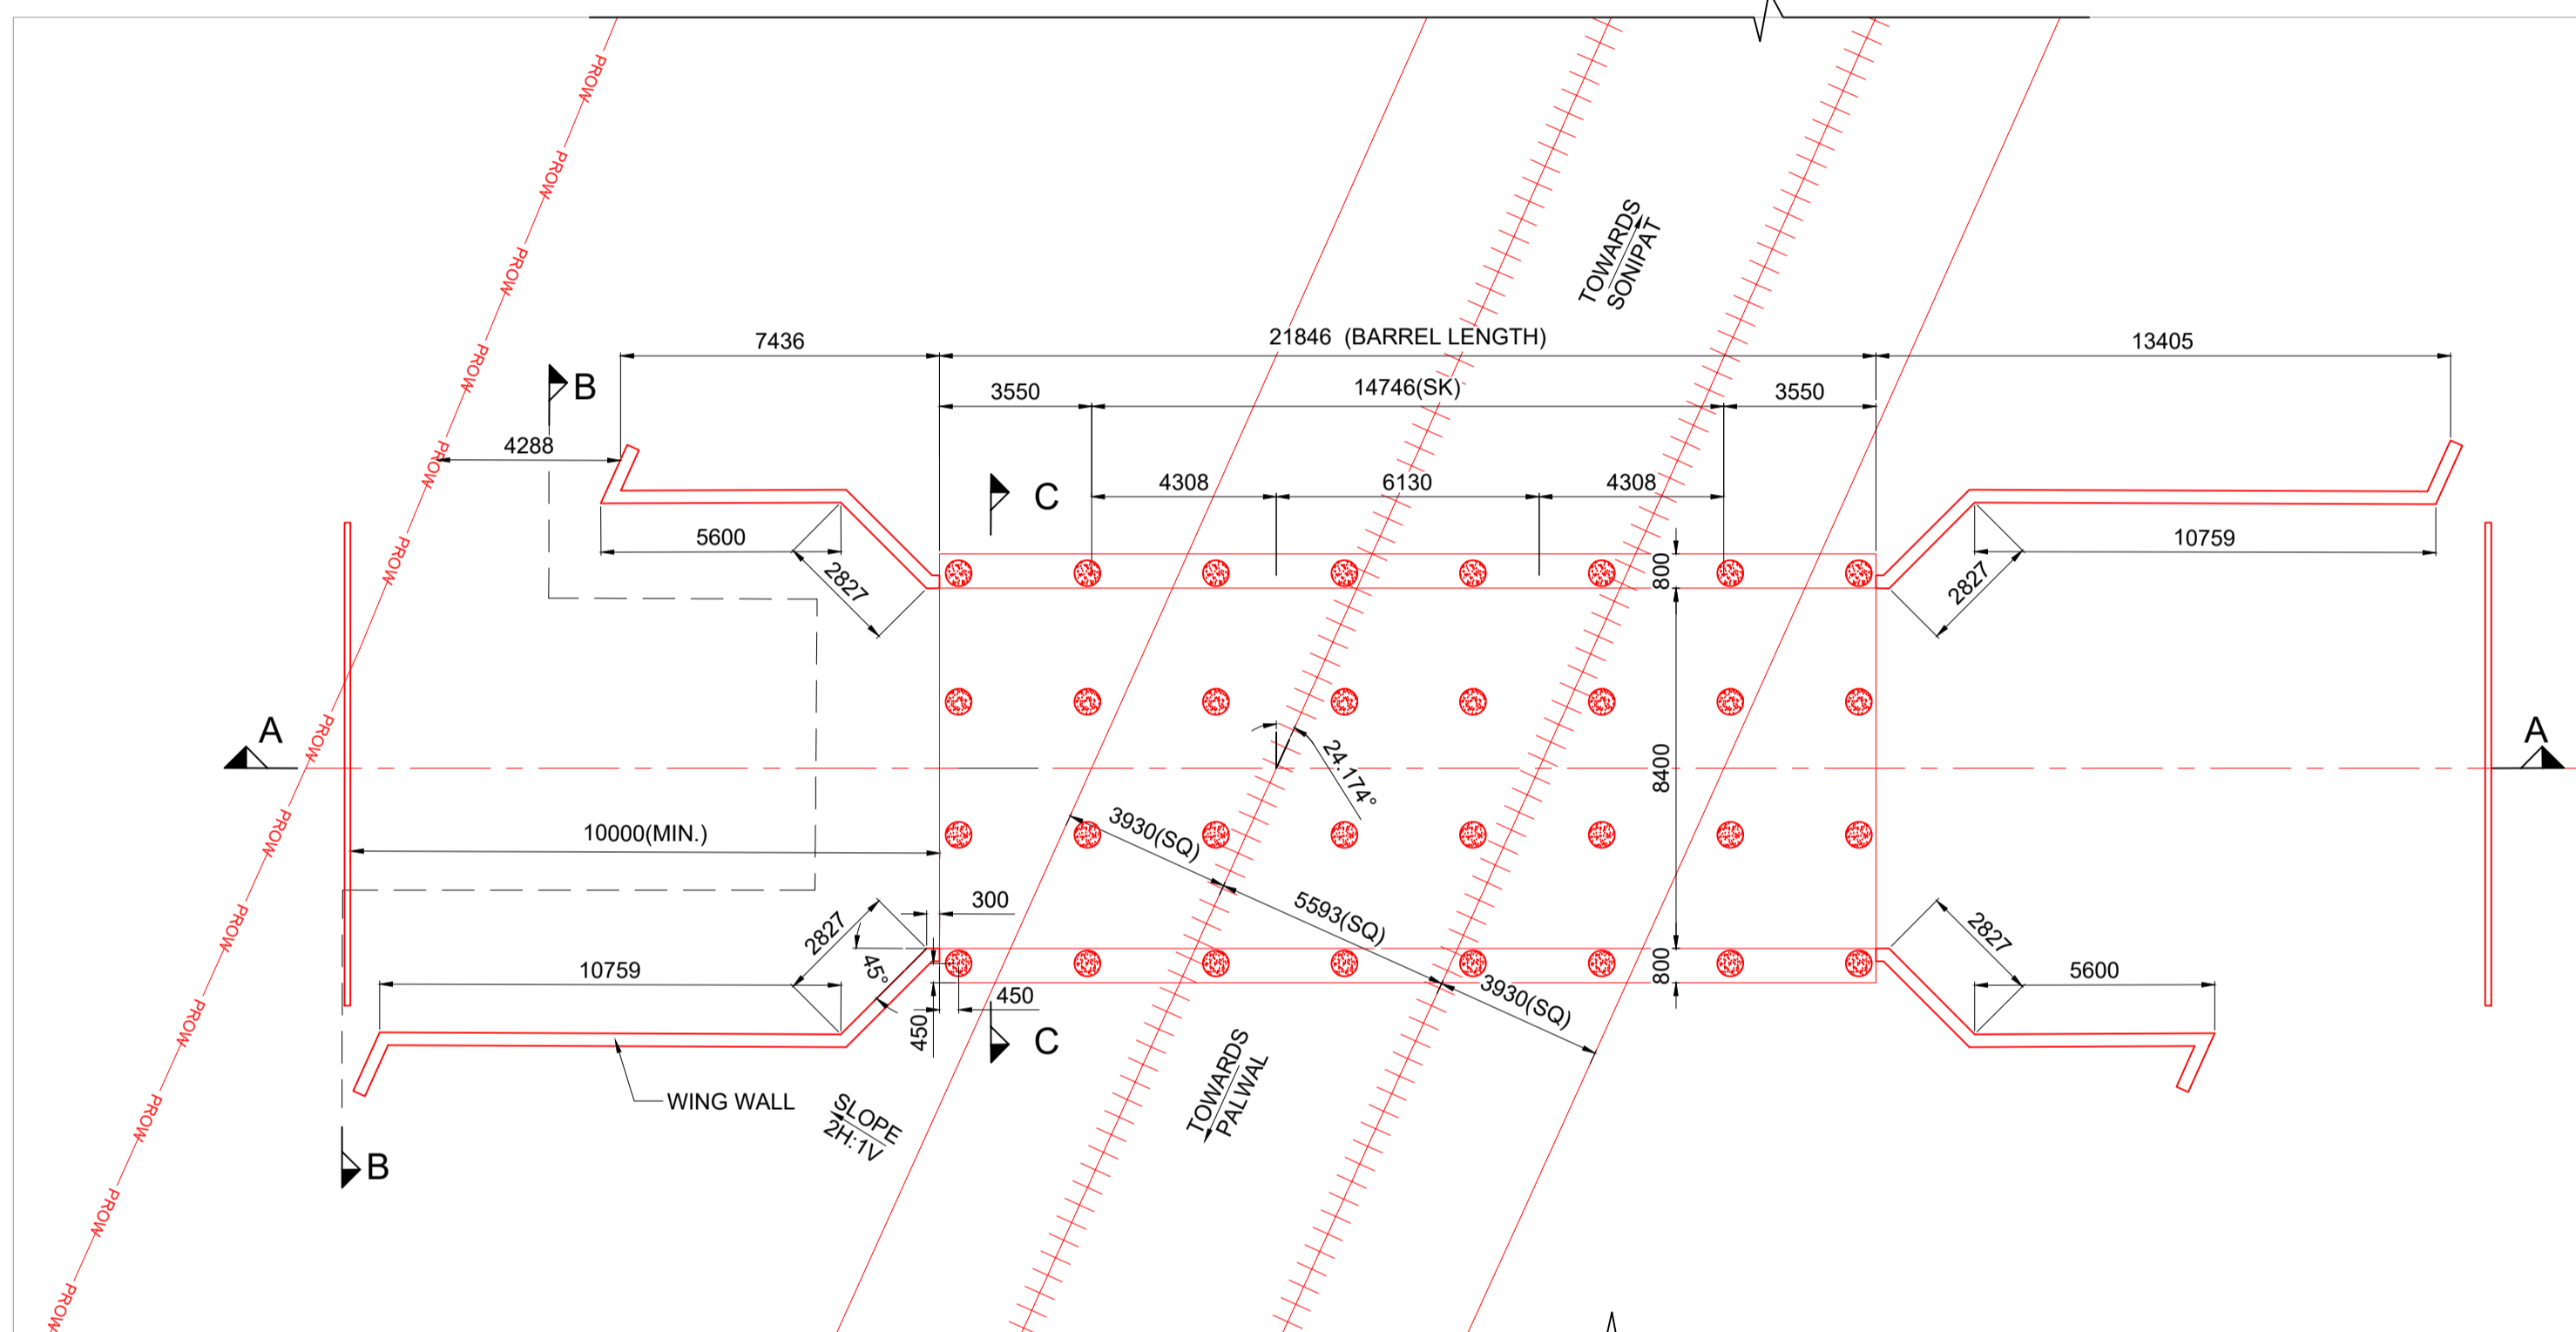 PROW
PROW
PROW
PROW
PROW
PROW
PROW
PROW
PROW
PROW
PROW
PROW
PROW
TOWARDS
SONIPAT
7436
21846 (BARREL LENGTH)
13405
B
3550
14746(SK)
3550
4288
C
4308
6130
4308
5600
2827
800
10759
2827
A
A
24.174°
8400
10000(MIN.)
3930(SQ)
300
5593(SQ)
2827
45°
10759
450
450
800
3930(SQ)
2827
5600
C
WING WALL
SLOPE
2H:1V
TOWARDS
PALWAL
B